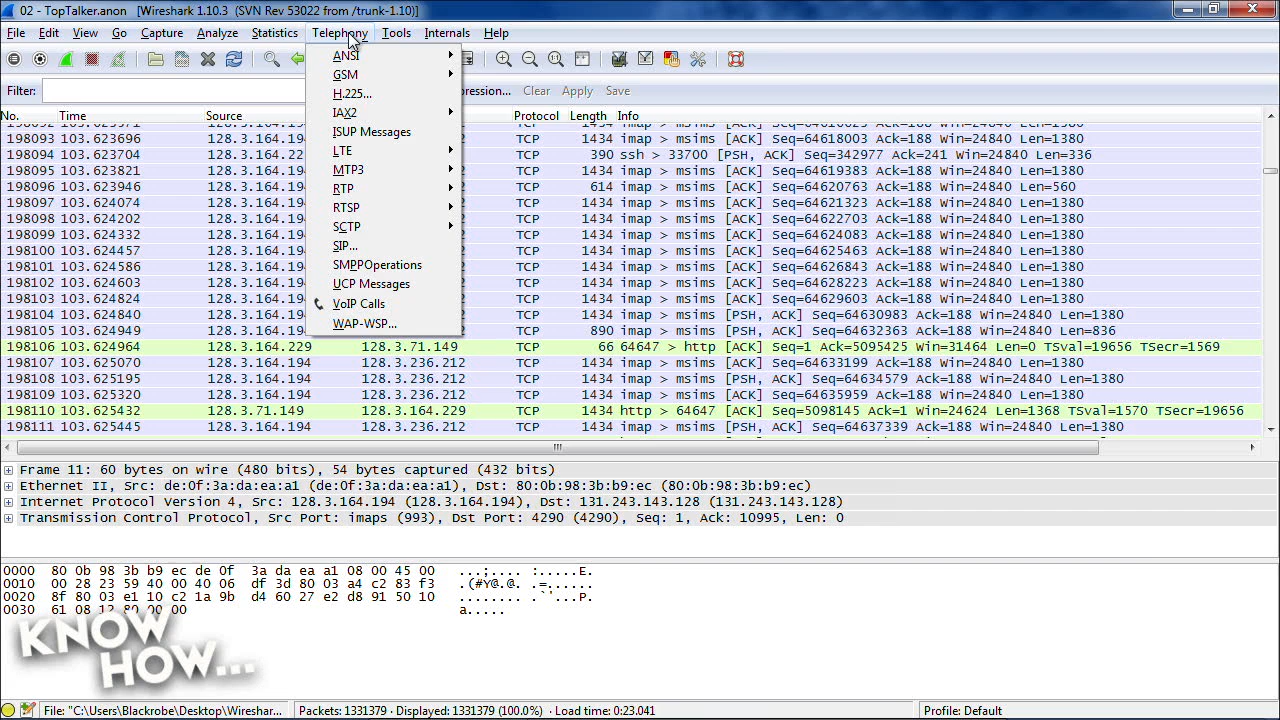 02 - TopTalker.anon [Wireshark 1.10.3 (SVN Rev 53022 from /trunk-1.10)]
File Edit View Go Capture Analyze Statistics Telephony Tools Internals Help
ANSI
GSM
H.225...
IAX2
ISUP Messages
LTE
MTP3
RTP
RTSP
SCTP
SIP...
SMPPOperations
UCP Messages
VoIP Calls
WAP-WSP...
Filter: pression... Clear Apply Save
No. Time Source Protocol Length Info
198093 103.623696 128.3.164.194 TCP 1434 imap > msims [ACK] Seq=64618003 Ack=188 Win=24840 Len=1380
198094 103.623704 128.3.164.22 TCP 390 ssh > 33700 [PSH, ACK] Seq=342977 Ack=241 Win=24840 Len=336
198095 103.623821 128.3.164.194 TCP 1434 imap > msims [ACK] Seq=64619383 Ack=188 Win=24840 Len=1380
198096 103.623946 128.3.164.194 TCP 614 imap > msims [ACK] Seq=64620763 Ack=188 Win=24840 Len=560
198097 103.624074 128.3.164.194 TCP 1434 imap > msims [ACK] Seq=64621323 Ack=188 Win=24840 Len=1380
198098 103.624202 128.3.164.194 TCP 1434 imap > msims [ACK] Seq=64622703 Ack=188 Win=24840 Len=1380
198099 103.624332 128.3.164.194 TCP 1434 imap > msims [ACK] Seq=64624083 Ack=188 Win=24840 Len=1380
198100 103.624457 128.3.164.194 TCP 1434 imap > msims [ACK] Seq=64625463 Ack=188 Win=24840 Len=1380
198101 103.624586 128.3.164.194 TCP 1434 imap > msims [ACK] Seq=64626843 Ack=188 Win=24840 Len=1380
198102 103.624683 128.3.164.194 TCP 1434 imap > msims [ACK] Seq=64628223 Ack=188 Win=24840 Len=1380
198103 103.624824 128.3.164.194 TCP 1434 imap > msims [ACK] Seq=64629603 Ack=188 Win=24840 Len=1380
198104 103.624840 128.3.164.194 TCP 1434 imap > msims [PSH, ACK] Seq=64630983 Ack=188 Win=24840 Len=1380
198105 103.624949 128.3.164.194 TCP 890 imap > msims [PSH, ACK] Seq=64632363 Ack=188 Win=24840 Len=836
198106 103.624964 128.3.164.229 128.3.71.149 TCP 66 64647 > http [ACK] Seq=1 Ack=5095425 Win=31464 Len=0 TSval=19656 TSecr=1569
198107 103.625070 128.3.164.194 128.3.236.212 TCP 1434 imap > msims [ACK] Seq=64633199 Ack=188 Win=24840 Len=1380
198108 103.625195 128.3.164.194 128.3.236.212 TCP 1434 imap > msims [PSH, ACK] Seq=64634579 Ack=188 Win=24840 Len=1380
198109 103.625320 128.3.164.194 128.3.236.212 TCP 1434 imap > msims [ACK] Seq=64635959 Ack=188 Win=24840 Len=1380
198110 103.625432 128.3.71.149 128.3.164.229 TCP 1434 http > 64647 [ACK] Seq=5098145 Ack=1 Win=24624 Len=1368 TSval=1570 TSecr=19656
198111 103.625445 128.3.164.194 128.3.236.212 TCP 1434 imap > msims [PSH, ACK] Seq=64637339 Ack=188 Win=24840 Len=1380
Frame 11: 60 bytes on wire (480 bits), 54 bytes captured (432 bits)
Ethernet II, Src: de:0f:3a:da:ea:a1 (de:0f:3a:da:ea:a1), Dst: 80:0b:98:3b:b9:ec (80:0b:98:3b:b9:ec)
Internet Protocol Version 4, Src: 128.3.164.194 (128.3.164.194), Dst: 131.243.143.128 (131.243.143.128)
Transmission Control Protocol, Src Port: imaps (993), Dst Port: 4290 (4290), Seq: 1, Ack: 10995, Len: 0
0000 80 0b 98 3b b9 ec de 0f 3a da ea a1 08 00 45 00 ...;.... :.....E.
0010 00 28 23 59 40 00 40 06 df 3d 80 03 a4 c2 83 f3 .(#Y@.@. .=......
0020 8f 80 03 e1 10 c2 1a 9b d4 60 27 e2 d8 91 50 10 ........ .`'...P.
0030 61 08 12 80 00 00 a.....
KNOW HOW...
File: "C:\Users\Blackrobe\Desktop\Wireshar... Packets: 1331379 · Displayed: 1331379 (100.0%) · Load time: 0:23.041 Profile: Default